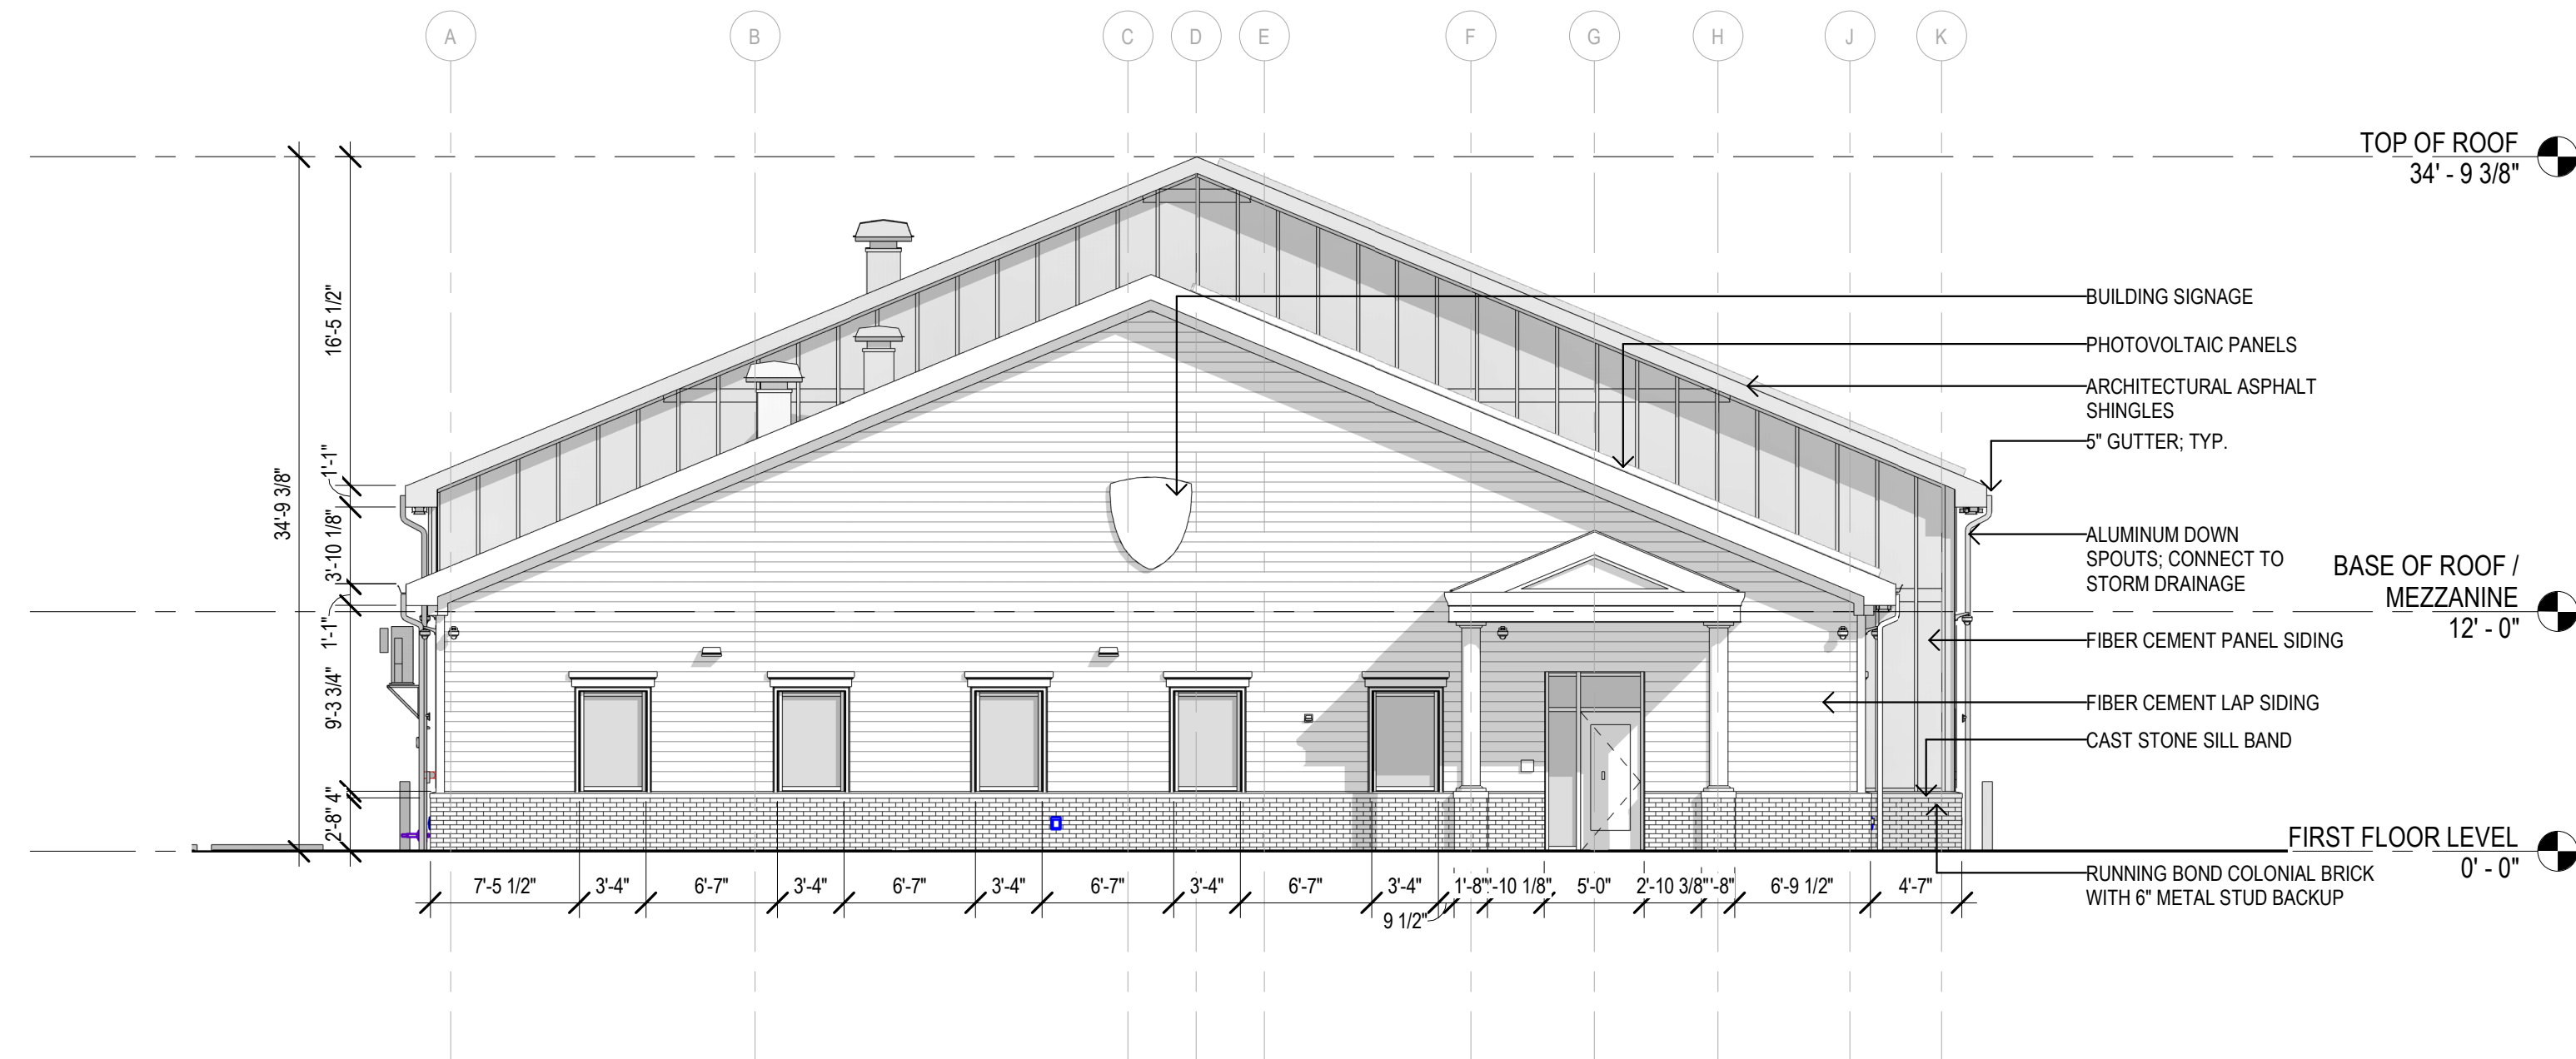 A
B
C
D
E
F
G
H
J
K
TOP OF ROOF
34' - 9 3/8"
BUILDING SIGNAGE
PHOTOVOLTAIC PANELS
ARCHITECTURAL ASPHALT
SHINGLES
5" GUTTER; TYP.
ALUMINUM DOWN
SPOUTS; CONNECT TO
STORM DRAINAGE
BASE OF ROOF /
MEZZANINE
12' - 0"
FIBER CEMENT PANEL SIDING
FIBER CEMENT LAP SIDING
CAST STONE SILL BAND
FIRST FLOOR LEVEL
0' - 0"
RUNNING BOND COLONIAL BRICK
WITH 6" METAL STUD BACKUP
34'-9 3/8"
16'-5 1/2"
1'-1"
3'-10 1/8"
1'-1"
9'-3 3/4"
4"
2'-8"
7'-5 1/2"
3'-4"
6'-7"
3'-4"
6'-7"
3'-4"
6'-7"
3'-4"
6'-7"
3'-4"
9 1/2"
1'-8"
'-10 1/8"
5'-0"
2'-10 3/8"
'-8"
6'-9 1/2"
4'-7"